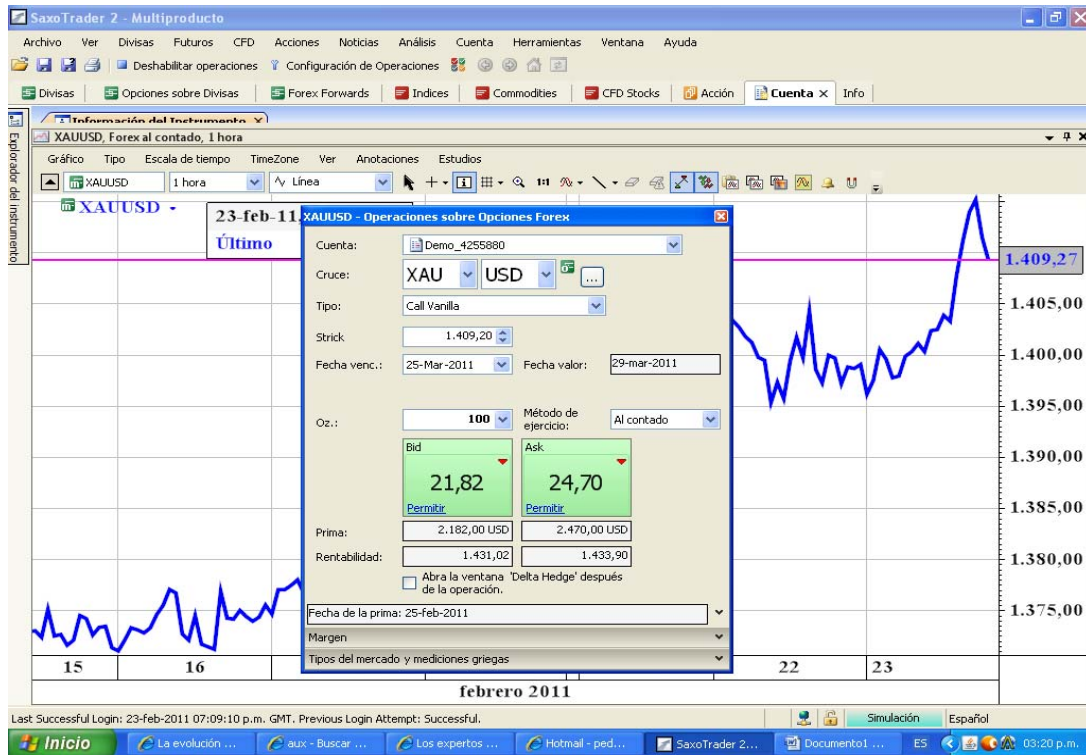 SaxoTrader 2 - Multiproducto
Archivo Ver Divisas Futuros CFD Acciones Noticias Análisis Cuenta Herramientas Ventana Ayuda
Deshabilitar operaciones Configuración de Operaciones
Divisas Opciones sobre Divisas Forex Forwards Indices Commodities CFD Stocks Acción Cuenta × Info
Información del Instrumento X
Explorador del Instrumento
XAUUSD, Forex al contado, 1 hora
Gráfico Tipo Escala de tiempo TimeZone Ver Anotaciones Estudios
XAUUSD 1 hora Línea 1:1
XAUUSD
23-feb-11
Último
XAUUSD - Operaciones sobre Opciones Forex
Cuenta: Demo_4255880
Cruce: XAU USD ...
Tipo: Call Vanilla
Strick 1.409,20
Fecha venc.: 25-Mar-2011 Fecha valor: 29-mar-2011
Oz.: 100 Método de ejercicio: Al contado
Bid Ask
21,82 24,70
Permitir Permitir
Prima: 2.182,00 USD 2.470,00 USD
Rentabilidad: 1.431,02 1.433,90
Abra la ventana 'Delta Hedge' después
de la operación.
Fecha de la prima: 25-feb-2011
Margen
Tipos del mercado y mediciones griegas
1.409,27
1.405,00
1.400,00
1.395,00
1.390,00
1.385,00
1.380,00
1.375,00
15 16 22 23
febrero 2011
Last Successful Login: 23-feb-2011 07:09:10 p.m. GMT. Previous Login Attempt: Successful.
Simulación Español
Inicio La evolución ... aux - Buscar ... Los expertos ... Hotmail - ped... SaxoTrader 2... Documento1 ... ES 03:20 p.m.